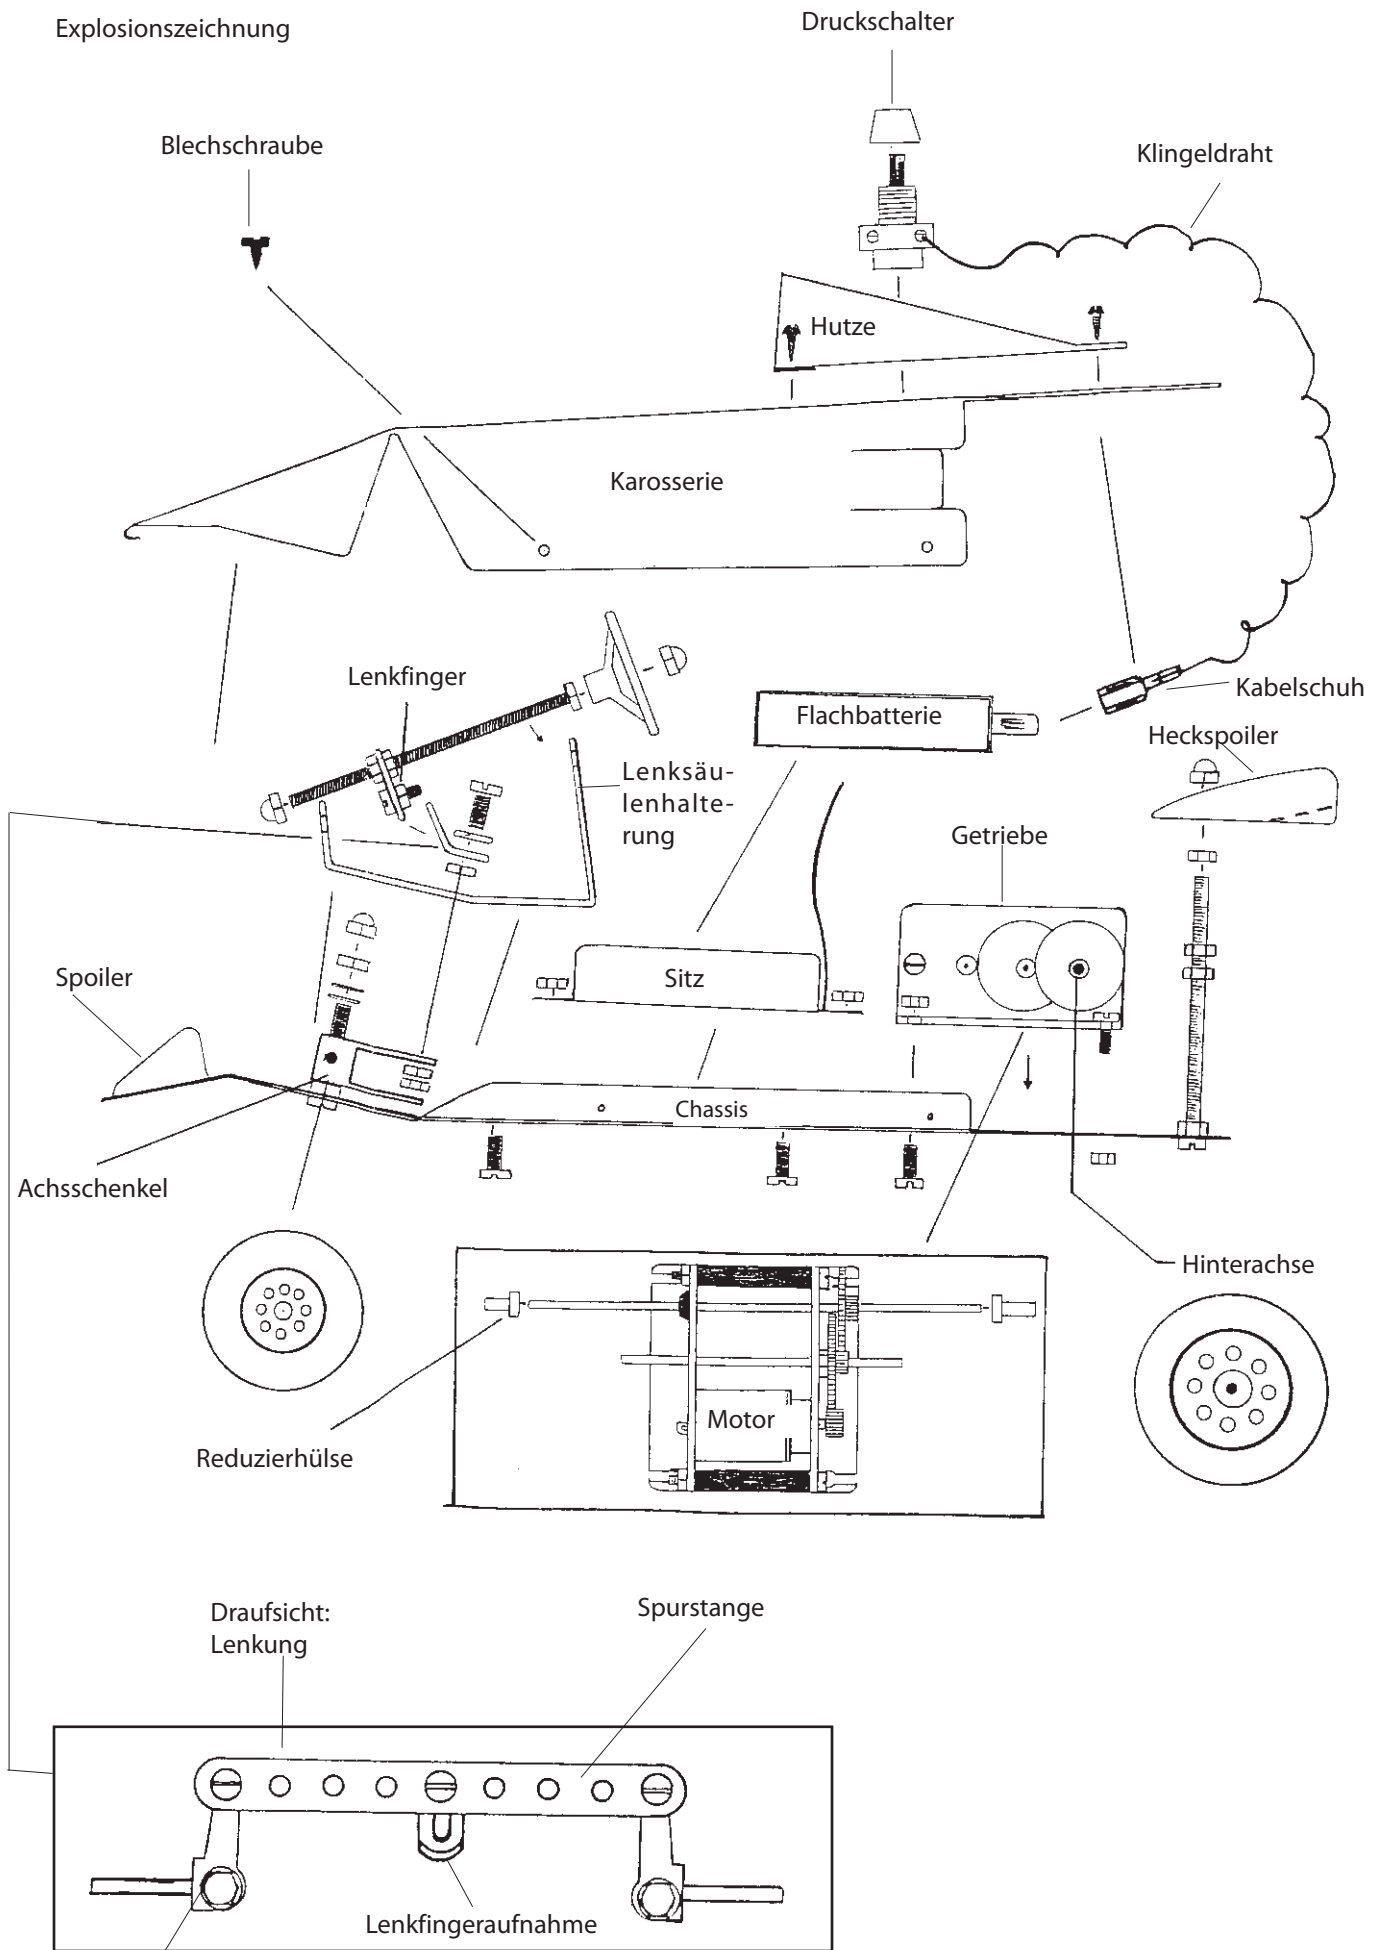 Explosionszeichnung
Druckschalter
Blechschraube
Klingeldraht
Hutze
Karosserie
Lenkfinger
Flachbatterie
Kabelschuh
Heckspoiler
Lenksäu-
lenhalte-
rung
Getriebe
Spoiler
Sitz
Chassis
Achsschenkel
Hinterachse
Motor
Reduzierhülse
Draufsicht:
Lenkung
Spurstange
Lenkfingeraufnahme